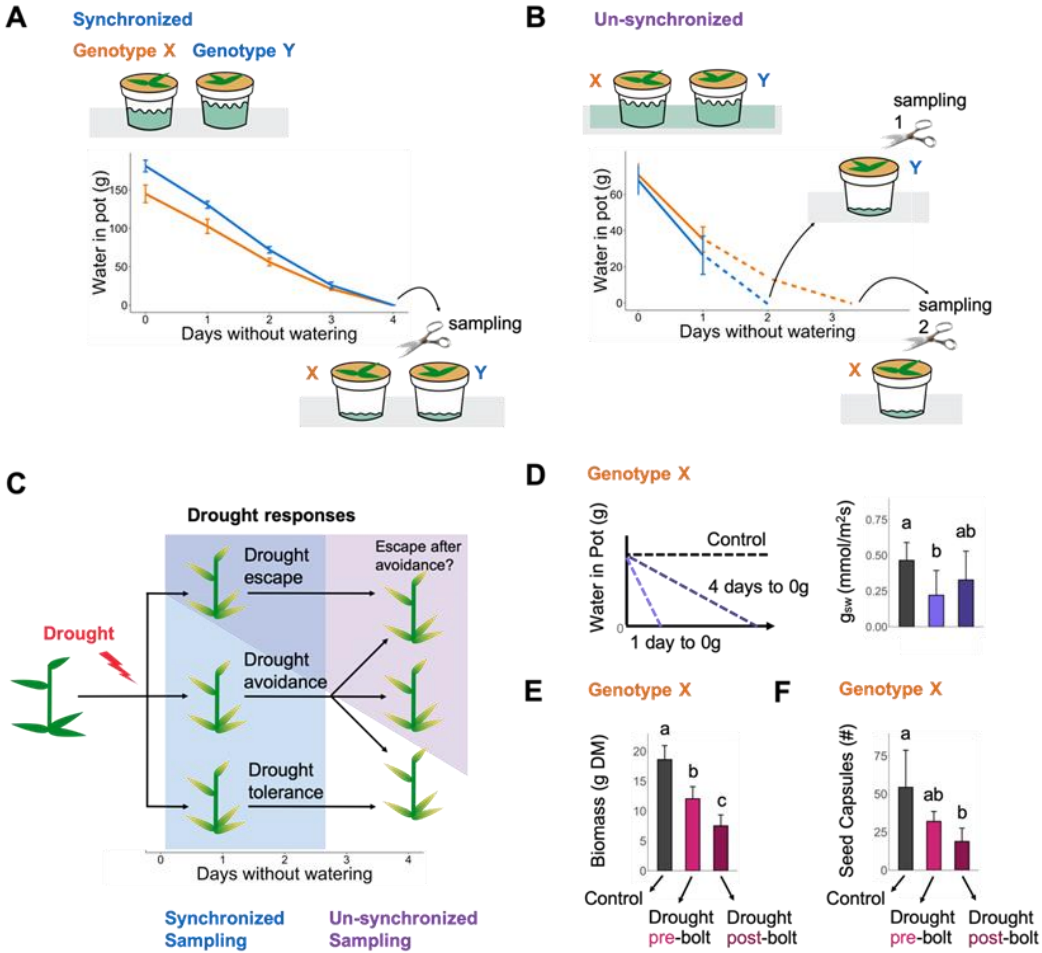 A
Synchronized
Genotype X Genotype Y
Water in pot (g)
150
100
50
0
0 1 2 3 4
Days without watering
sampling
X Y
B
Un-synchronized
X Y
sampling
1
Y
Water in pot (g)
60
40
20
0
0 1 2 3
Days without watering
sampling
2
X
C
Drought responses
Drought
Drought
escape
Escape after
avoidance?
Drought
avoidance
Drought
tolerance
0 1 2 3 4
Days without watering
Synchronized
Sampling
Un-synchronized
Sampling
D
Genotype X
Water in Pot (g)
0
Control
4 days to 0g
1 day to 0g
gsw (mmol/m²s)
0.75
0.50
0.25
0.00
a b ab
E
Genotype X
Biomass (g DM)
20
15
10
5
0
a b c
Control
Drought
pre-bolt
Drought
post-bolt
F
Genotype X
Seed Capsules (#)
75
50
25
0
a ab b
Control
Drought
pre-bolt
Drought
post-bolt